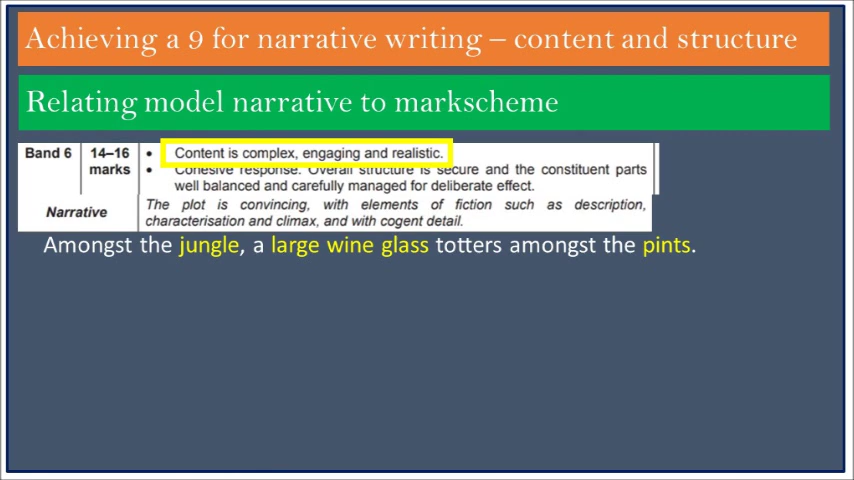 Achieving a 9 for narrative writing – content and structure
Relating model narrative to markscheme
Band 6 14–16 marks • Content is complex, engaging and realistic.
• Cohesive response. Overall structure is secure and the constituent parts
well balanced and carefully managed for deliberate effect.
Narrative The plot is convincing, with elements of fiction such as description,
characterisation and climax, and with cogent detail.
Amongst the jungle, a large wine glass totters amongst the pints.